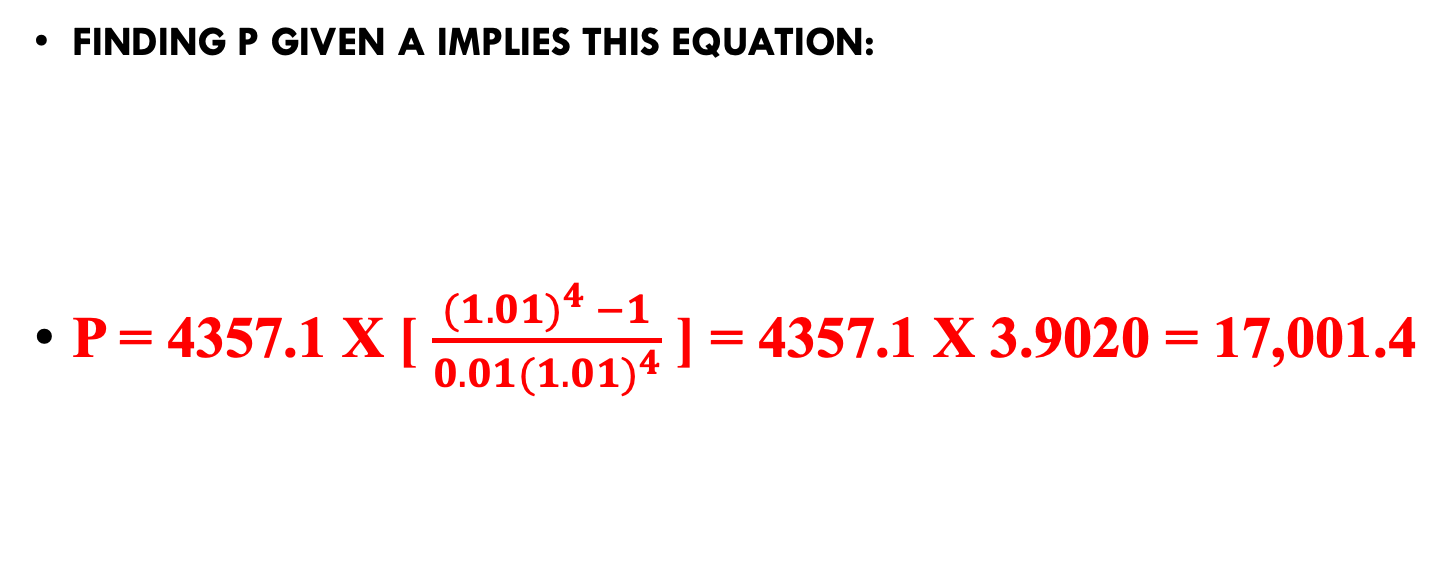 • FINDING P GIVEN A IMPLIES THIS EQUATION:
• P = 4357.1 X [ \frac{(1.01)^4 −1}{0.01(1.01)^4} ] = 4357.1 X 3.9020 = 17,001.4